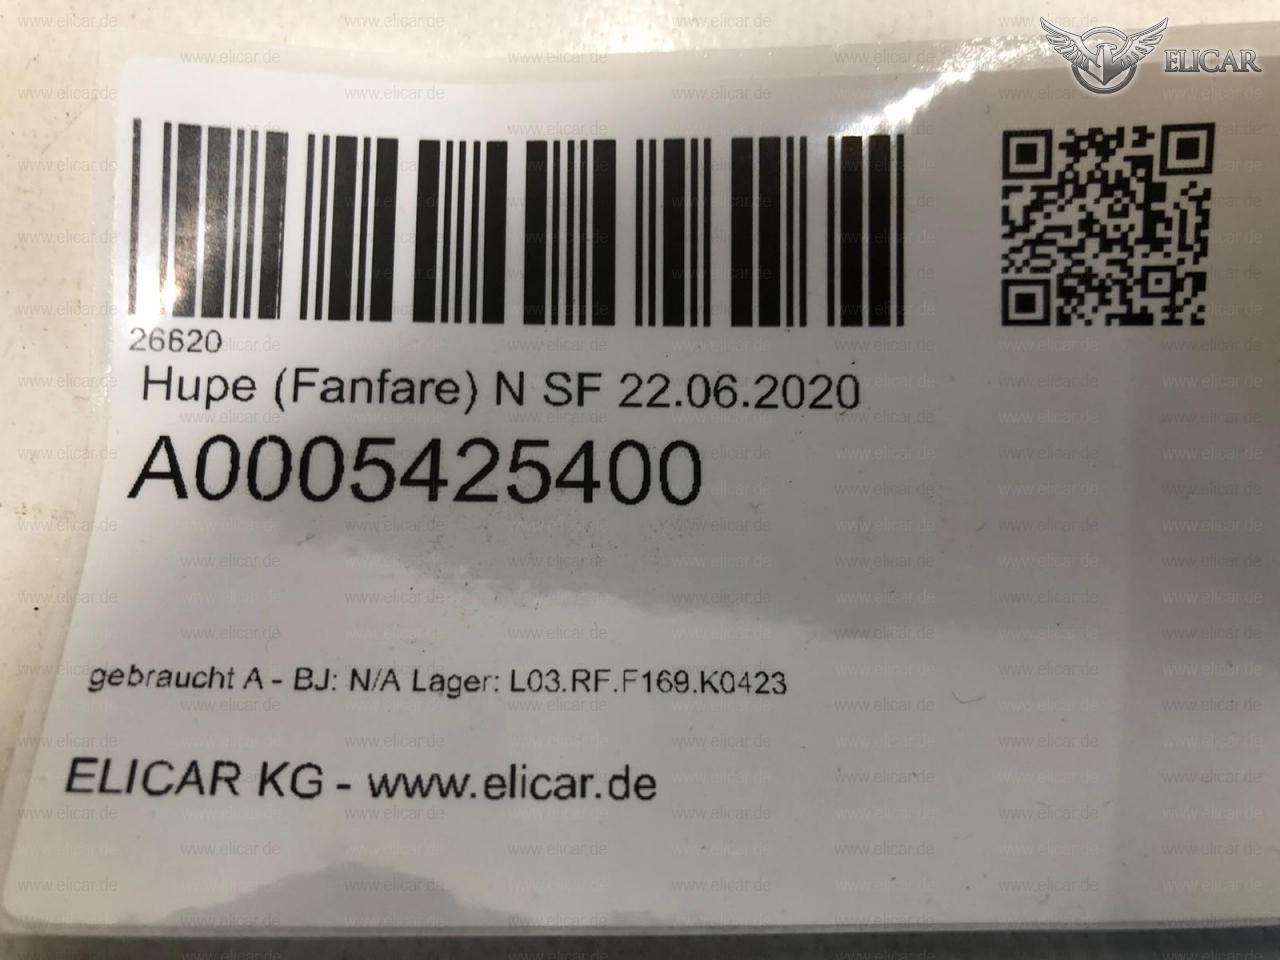 ELICAR
26620
Hupe (Fanfare) N SF 22.06.2020
A0005425400
gebraucht A - BJ: N/A Lager: L03.RF.F169.K0423
ELICAR KG - www.elicar.de